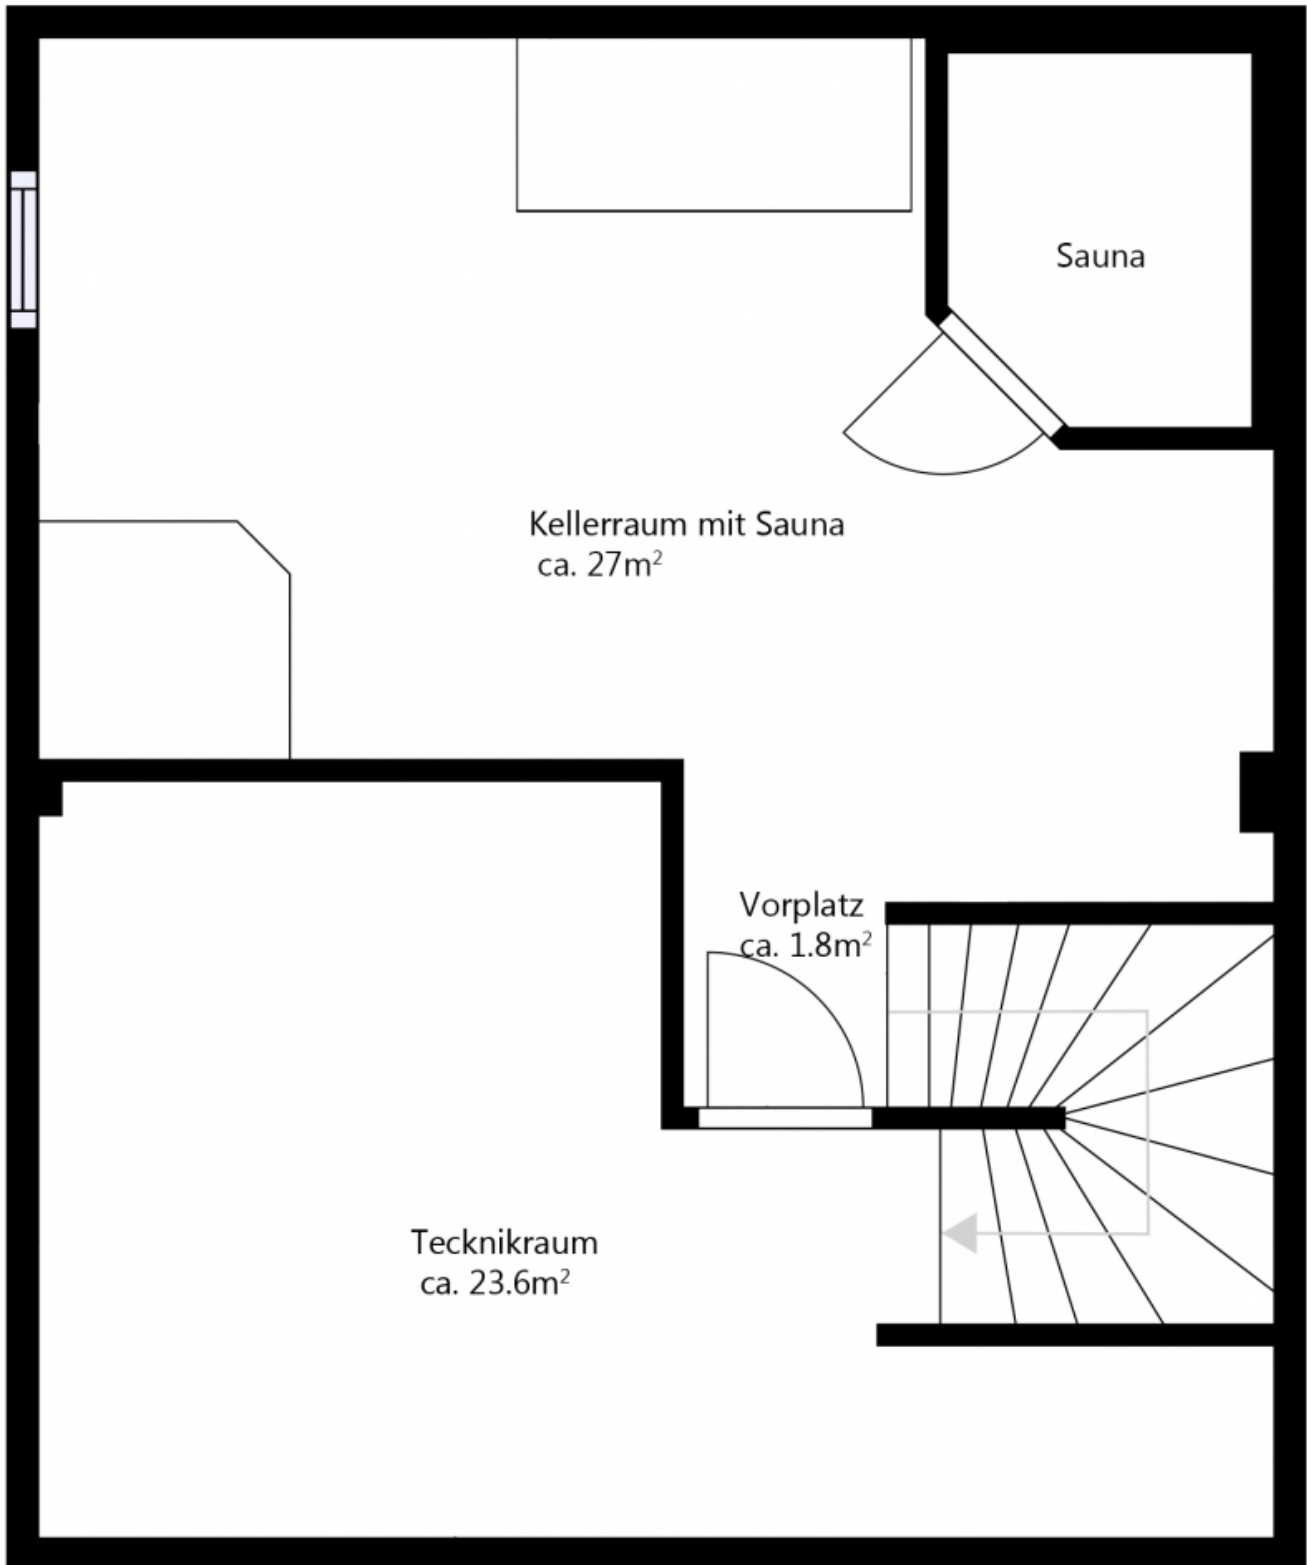 Sauna
Kellerraum mit Sauna
ca. 27m²
Vorplatz
ca. 1.8m²
Tecknikraum
ca. 23.6m²